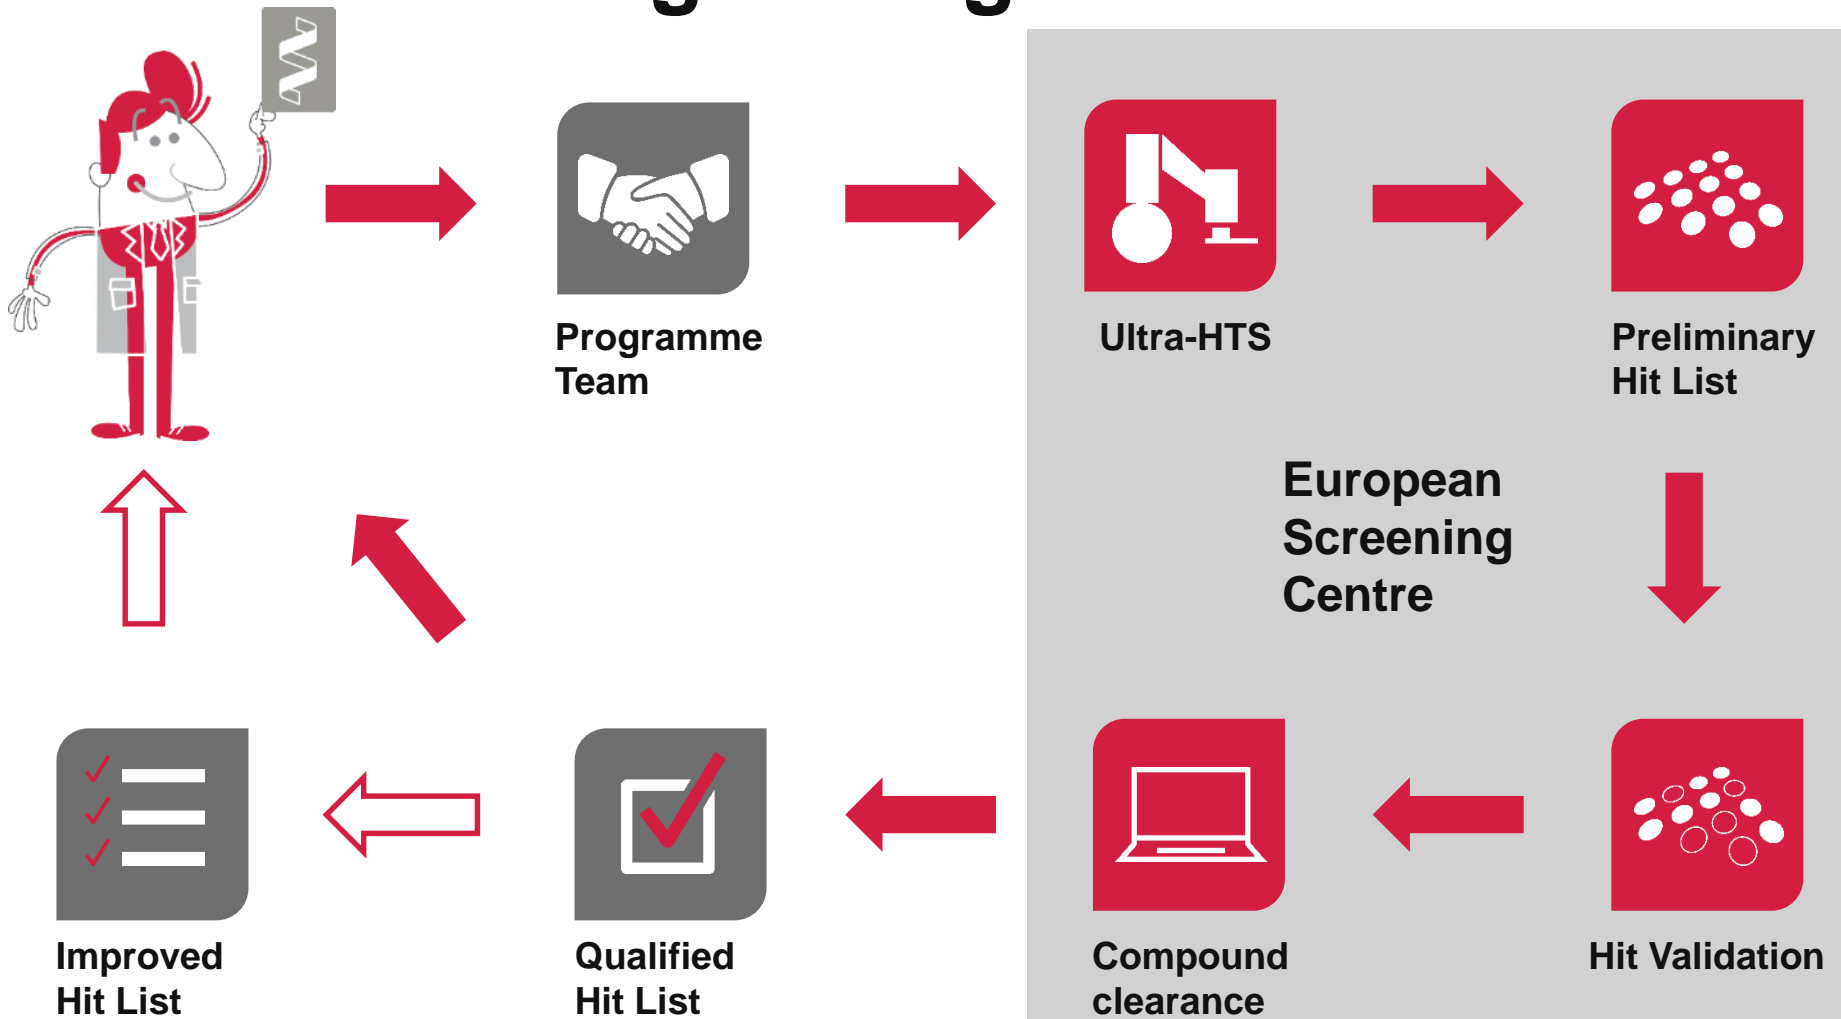 Programme
Team
Ultra-HTS
Preliminary
Hit List
European
Screening
Centre
Improved
Hit List
Qualified
Hit List
Compound
clearance
Hit Validation